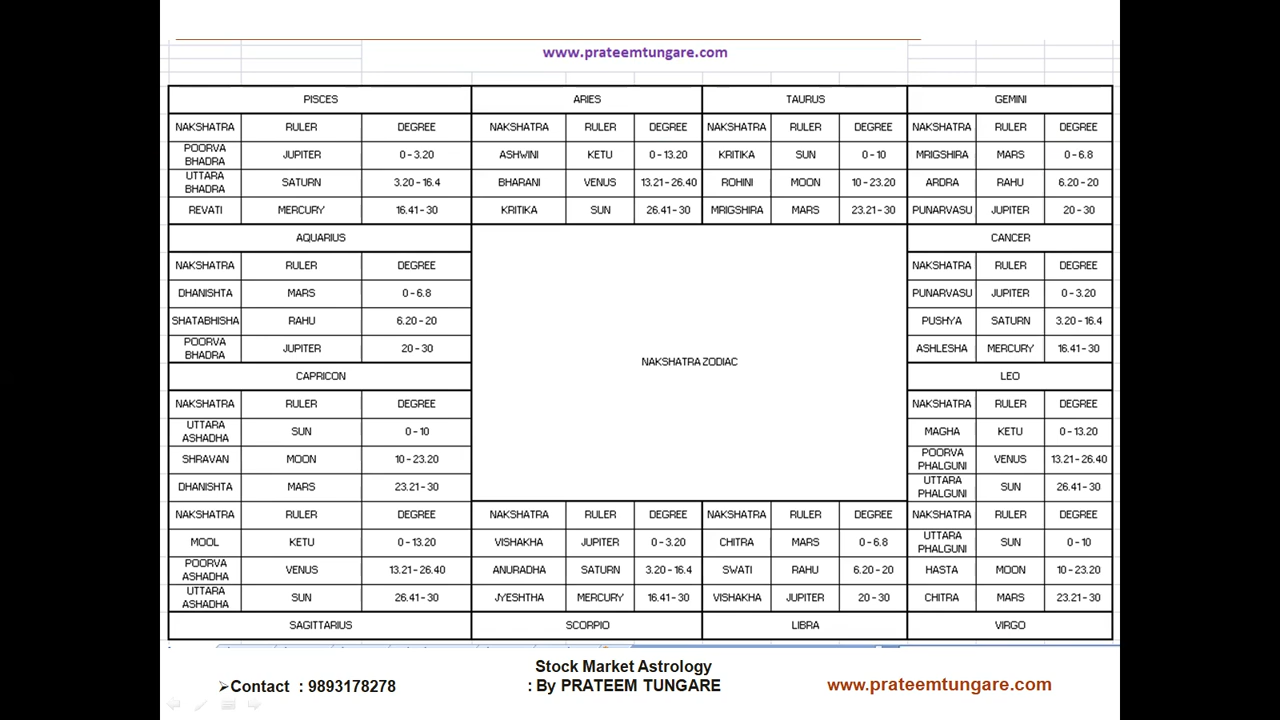 www.prateemtungare.com
PISCES ARIES TAURUS GEMINI
NAKSHATRA RULER DEGREE NAKSHATRA RULER DEGREE NAKSHATRA RULER DEGREE NAKSHATRA RULER DEGREE
POORVA BHADRA JUPITER 0 - 3.20 ASHWINI KETU 0 - 13.20 KRITIKA SUN 0 - 10 MRIGSHIRA MARS 0 - 6.8
UTTARA BHADRA SATURN 3.20 - 16.4 BHARANI VENUS 13.21 - 26.40 ROHINI MOON 10 - 23.20 ARDRA RAHU 6.20 - 20
REVATI MERCURY 16.41 - 30 KRITIKA SUN 26.41 - 30 MRIGSHIRA MARS 23.21 - 30 PUNARVASU JUPITER 20 - 30
AQUARIUS CANCER
NAKSHATRA RULER DEGREE NAKSHATRA RULER DEGREE
DHANISHTA MARS 0 - 6.8 PUNARVASU JUPITER 0 - 3.20
SHATABHISHA RAHU 6.20 - 20 PUSHYA SATURN 3.20 - 16.4
POORVA BHADRA JUPITER 20 - 30 ASHLESHA MERCURY 16.41 - 30
NAKSHATRA ZODIAC
CAPRICON LEO
NAKSHATRA RULER DEGREE NAKSHATRA RULER DEGREE
UTTARA ASHADHA SUN 0 - 10 MAGHA KETU 0 - 13.20
SHRAVAN MOON 10 - 23.20 POORVA PHALGUNI VENUS 13.21 - 26.40
DHANISHTA MARS 23.21 - 30 UTTARA PHALGUNI SUN 26.41 - 30
NAKSHATRA RULER DEGREE NAKSHATRA RULER DEGREE NAKSHATRA RULER DEGREE NAKSHATRA RULER DEGREE
MOOL KETU 0 - 13.20 VISHAKHA JUPITER 0 - 3.20 CHITRA MARS 0 - 6.8 UTTARA PHALGUNI SUN 0 - 10
POORVA ASHADHA VENUS 13.21 - 26.40 ANURADHA SATURN 3.20 - 16.4 SWATI RAHU 6.20 - 20 HASTA MOON 10 - 23.20
UTTARA ASHADHA SUN 26.41 - 30 JYESHTHA MERCURY 16.41 - 30 VISHAKHA JUPITER 20 - 30 CHITRA MARS 23.21 - 30
SAGITTARIUS SCORPIO LIBRA VIRGO
Stock Market Astrology
➢Contact : 9893178278 : By PRATEEM TUNGARE www.prateemtungare.com